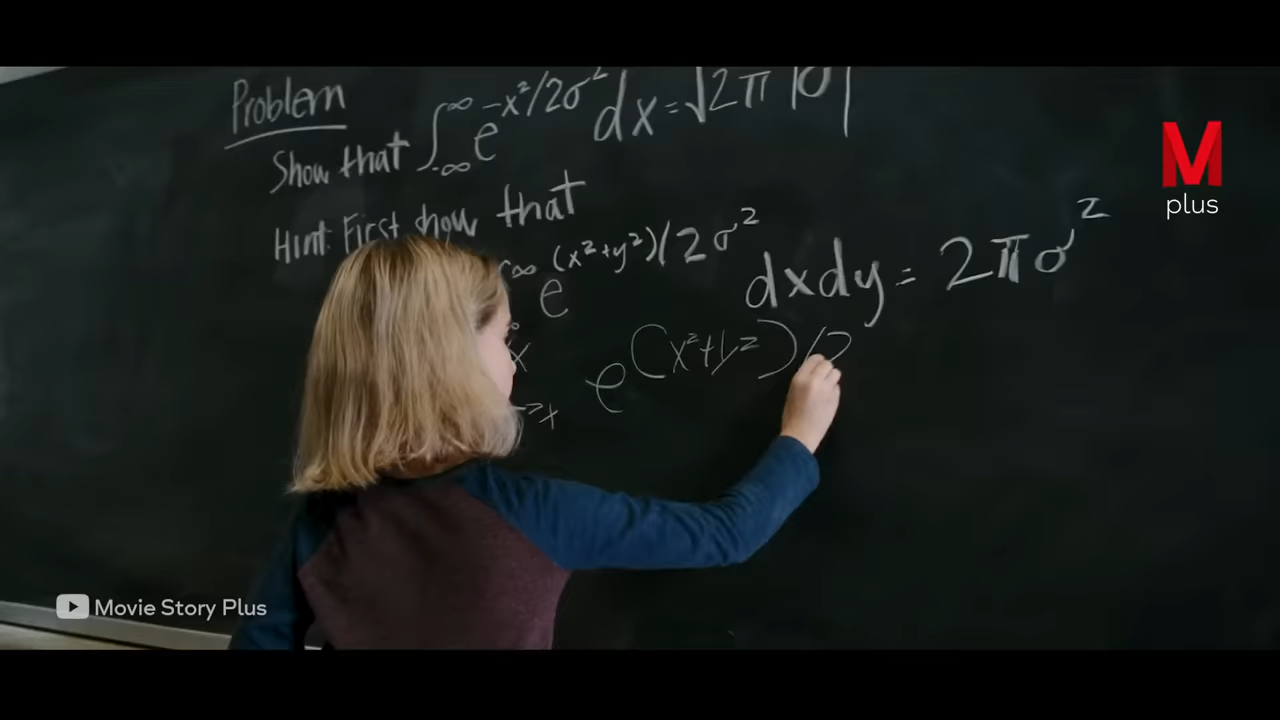 Problem
Show that ∫_{-∞}^{∞} e^{-x²/2σ²} dx = √2π |σ|
Hint: First show that
∞ e^{(x²+y²)/2σ²} dxdy = 2πσ²
x e^{(x²+y²)/2
M
plus
Movie Story Plus